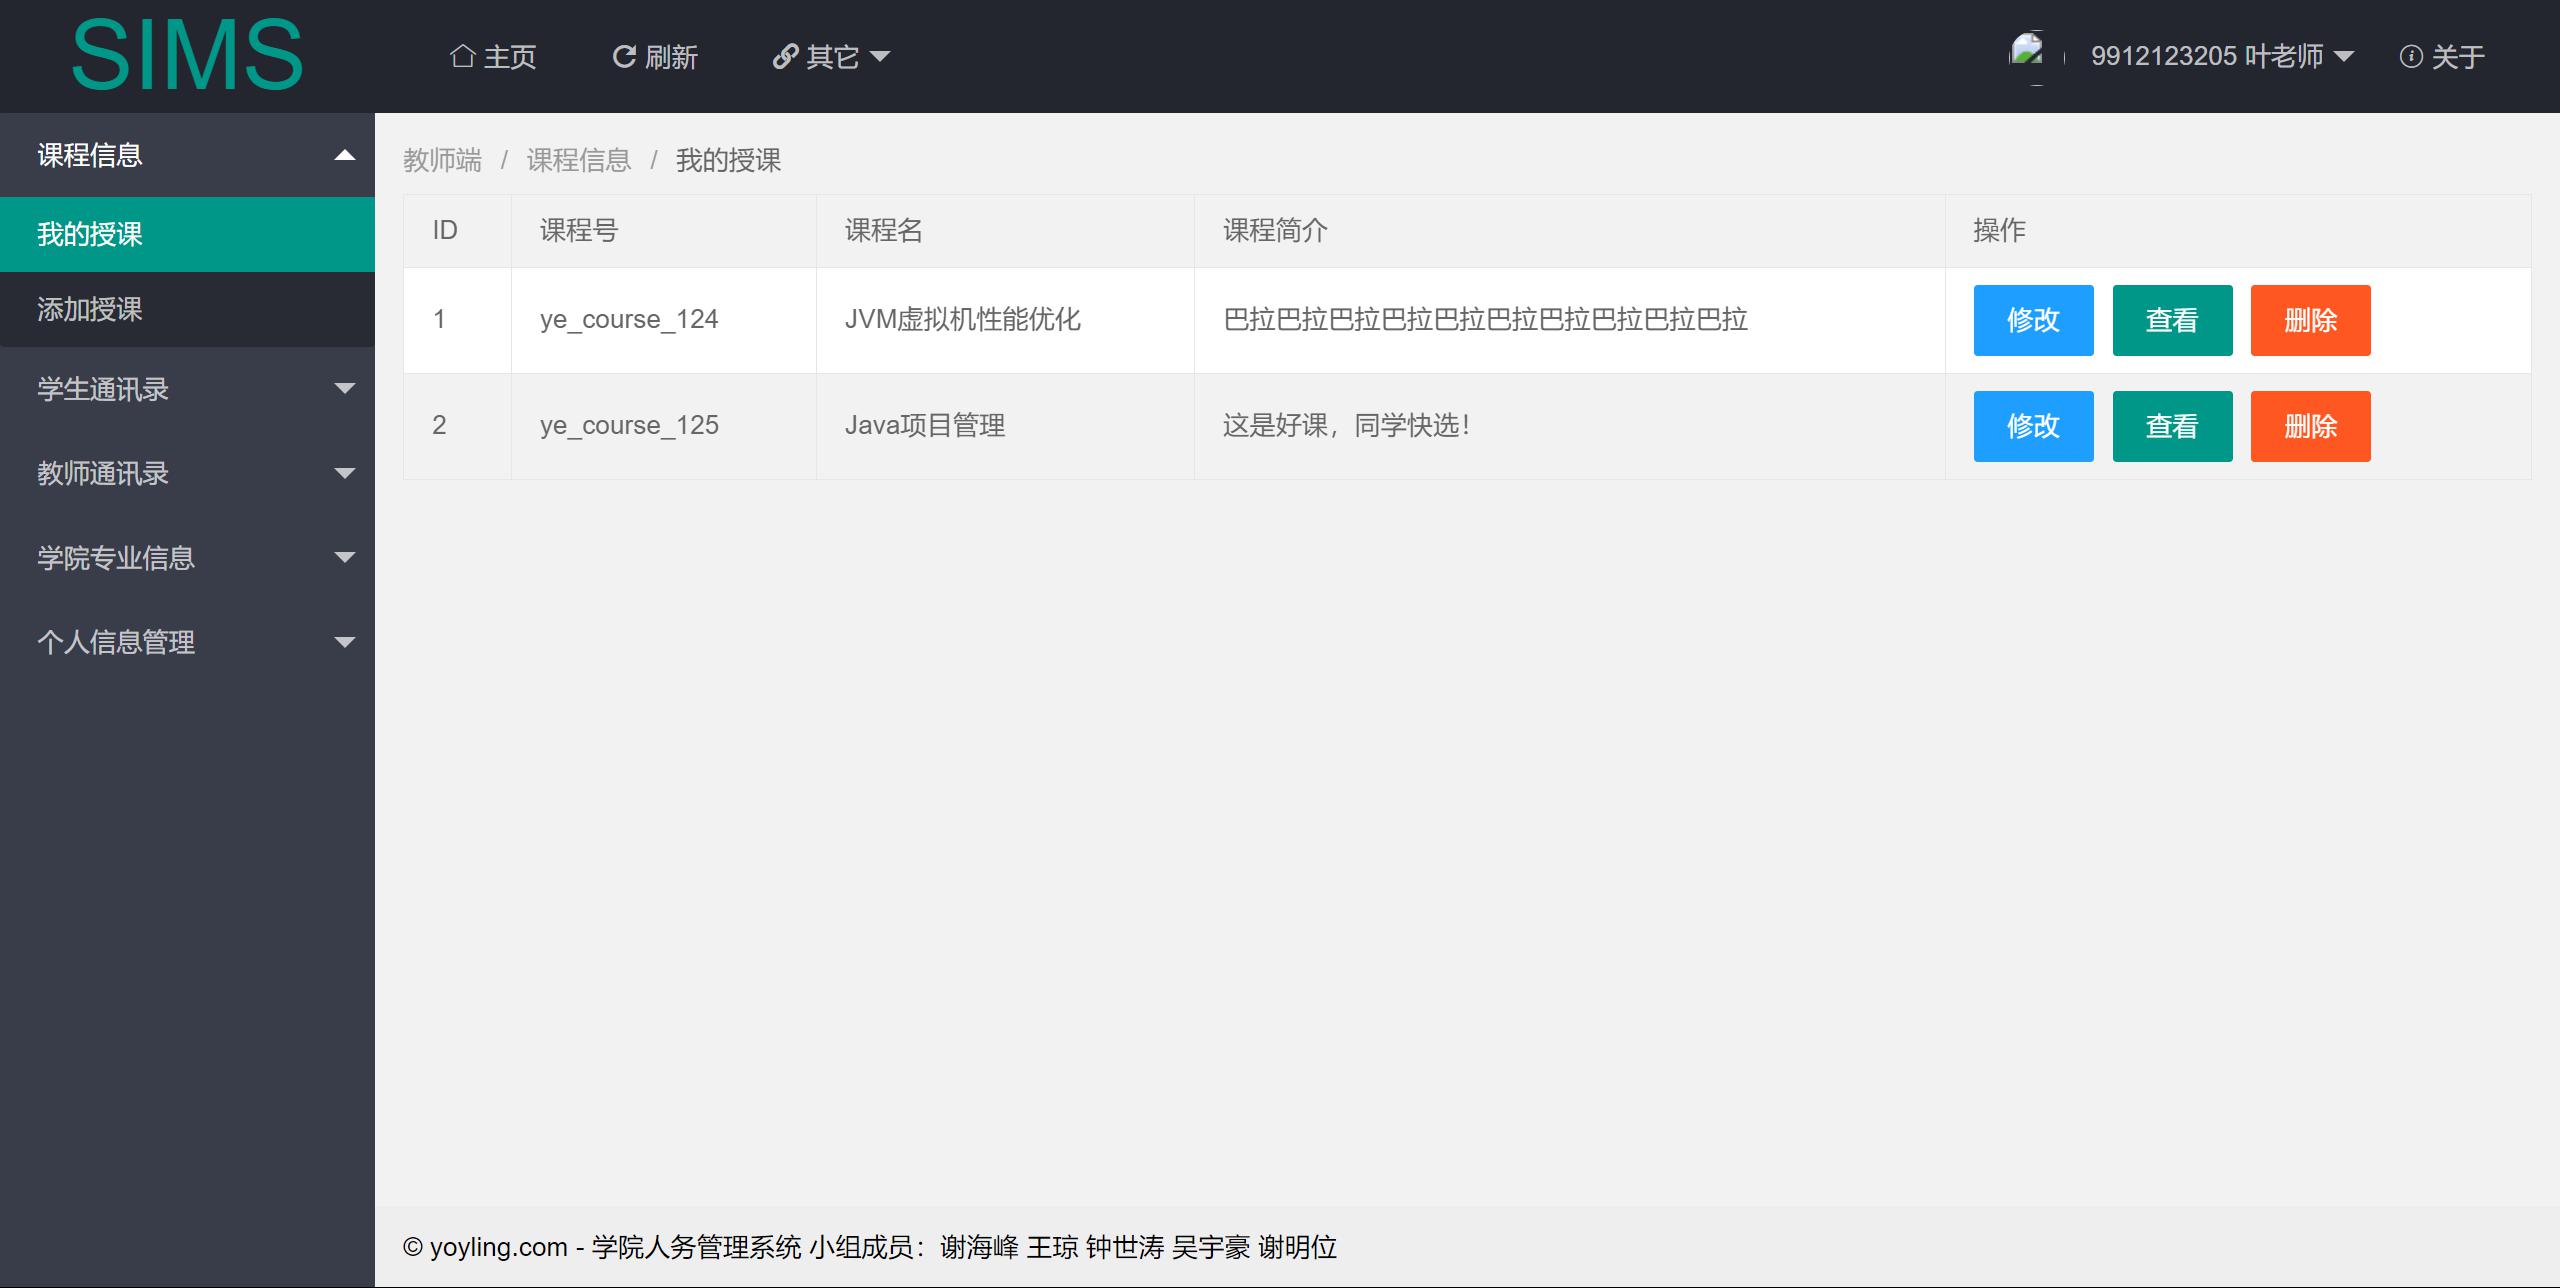 SIMS
主页 刷新 其它 9912123205 叶老师 关于
课程信息
我的授课
添加授课
学生通讯录
教师通讯录
学院专业信息
个人信息管理
教师端 / 课程信息 / 我的授课
ID 课程号 课程名 课程简介 操作
1 ye_course_124 JVM虚拟机性能优化 巴拉巴拉巴拉巴拉巴拉巴拉巴拉巴拉巴拉巴拉 修改 查看 删除
2 ye_course_125 Java项目管理 这是好课，同学快选！ 修改 查看 删除
© yoyling.com - 学院人务管理系统 小组成员：谢海峰 王琼 钟世涛 吴宇豪 谢明位